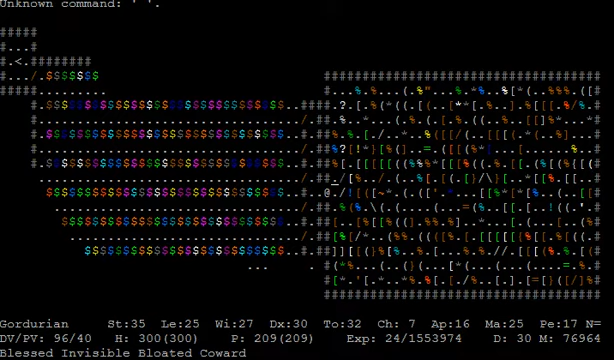 Unknown command: ' '.
Gordurian St:35 Le:25 Wi:27 Dx:30 To:32 Ch: 7 Ap:16 Ma:25 Pe:17 N=
DV/PV: 96/40 H: 300(300) P: 209(209) Exp: 24/1553974 D: 30 M: 76964
Blessed Invisible Bloated Coward